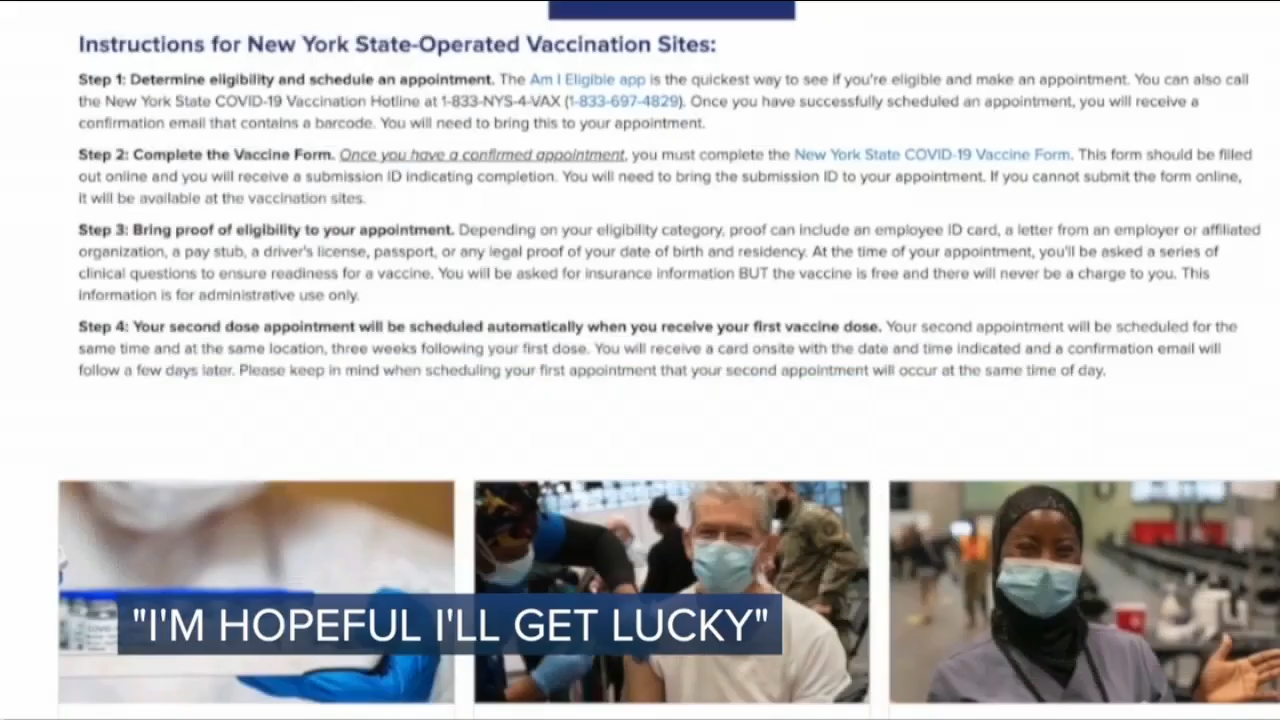 Instructions for New York State-Operated Vaccination Sites:
Step 1: Determine eligibility and schedule an appointment. The Am I Eligible app is the quickest way to see if you're eligible and make an appointment. You can also call
the New York State COVID-19 Vaccination Hotline at 1-833-NYS-4-VAX (1-833-697-4829). Once you have successfully scheduled an appointment, you will receive a
confirmation email that contains a barcode. You will need to bring this to your appointment.
Step 2: Complete the Vaccine Form. Once you have a confirmed appointment, you must complete the New York State COVID-19 Vaccine Form. This form should be filled
out online and you will receive a submission ID indicating completion. You will need to bring the submission ID to your appointment. If you cannot submit the form online,
it will be available at the vaccination sites.
Step 3: Bring proof of eligibility to your appointment. Depending on your eligibility category, proof can include an employee ID card, a letter from an employer or affiliated
organization, a pay stub, a driver's license, passport, or any legal proof of your date of birth and residency. At the time of your appointment, you'll be asked a series of
clinical questions to ensure readiness for a vaccine. You will be asked for insurance information BUT the vaccine is free and there will never be a charge to you. This
information is for administrative use only.
Step 4: Your second dose appointment will be scheduled automatically when you receive your first vaccine dose. Your second appointment will be scheduled for the
same time and at the same location, three weeks following your first dose. You will receive a card onsite with the date and time indicated and a confirmation email will
follow a few days later. Please keep in mind when scheduling your first appointment that your second appointment will occur at the same time of day.
"I'M HOPEFUL I'LL GET LUCKY"